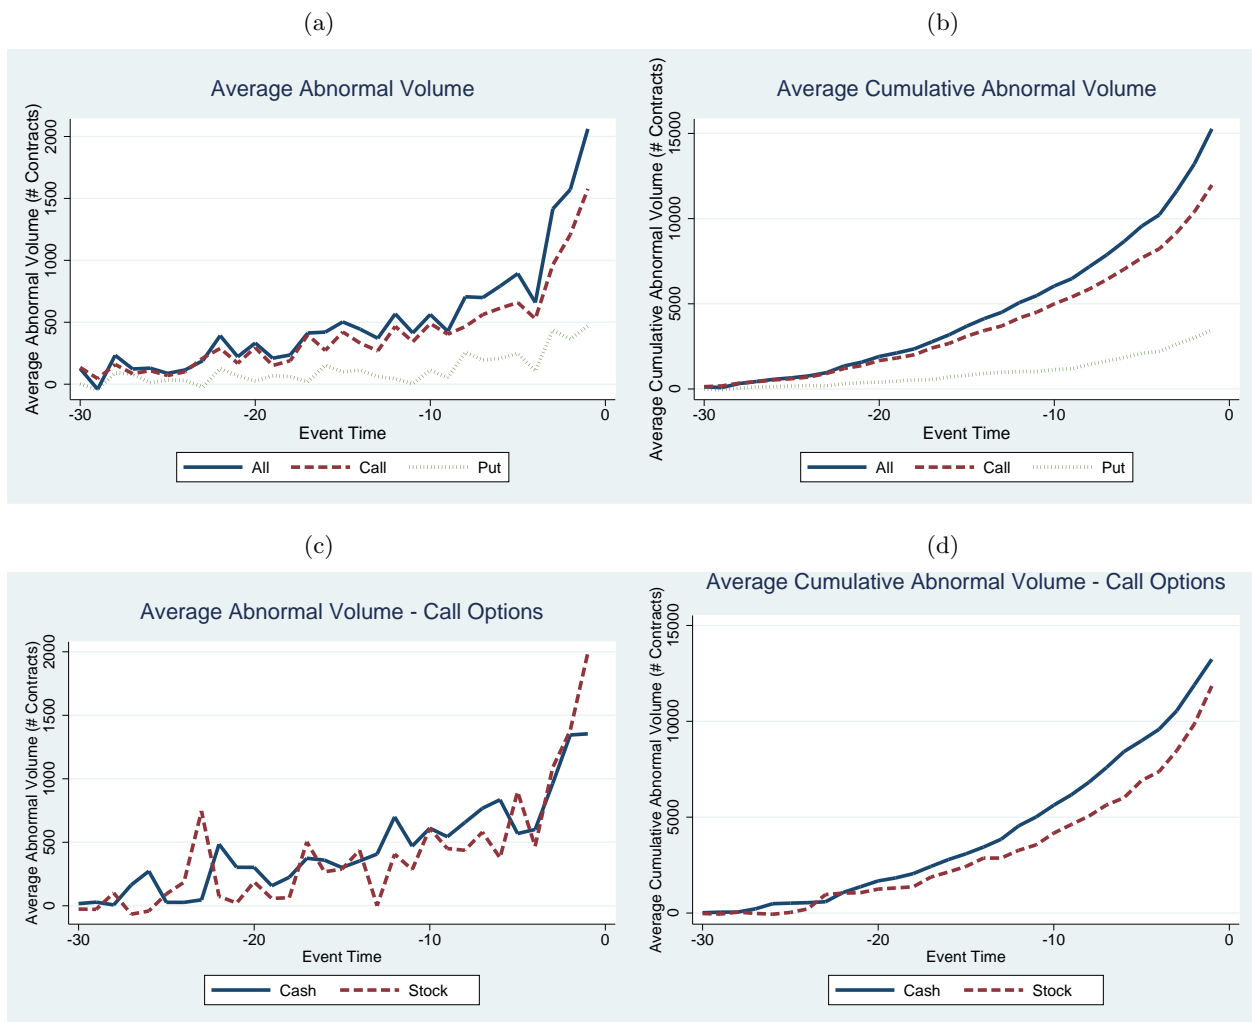 (a)
Average Abnormal Volume
Average Abnormal Volume (# Contracts)
2000
1500
1000
500
0
-30
-20
-10
0
Event Time
All
Call
Put
(b)
Average Cumulative Abnormal Volume
Average Cumulative Abnormal Volume (# Contracts)
15000
10000
5000
0
-30
-20
-10
0
Event Time
All
Call
Put
(c)
Average Abnormal Volume - Call Options
Average Abnormal Volume (# Contracts)
2000
1500
1000
500
0
-30
-20
-10
0
Event Time
Cash
Stock
(d)
Average Cumulative Abnormal Volume - Call Options
Average Cumulative Abnormal Volume (# Contracts)
15000
10000
5000
0
-30
-20
-10
0
Event Time
Cash
Stock